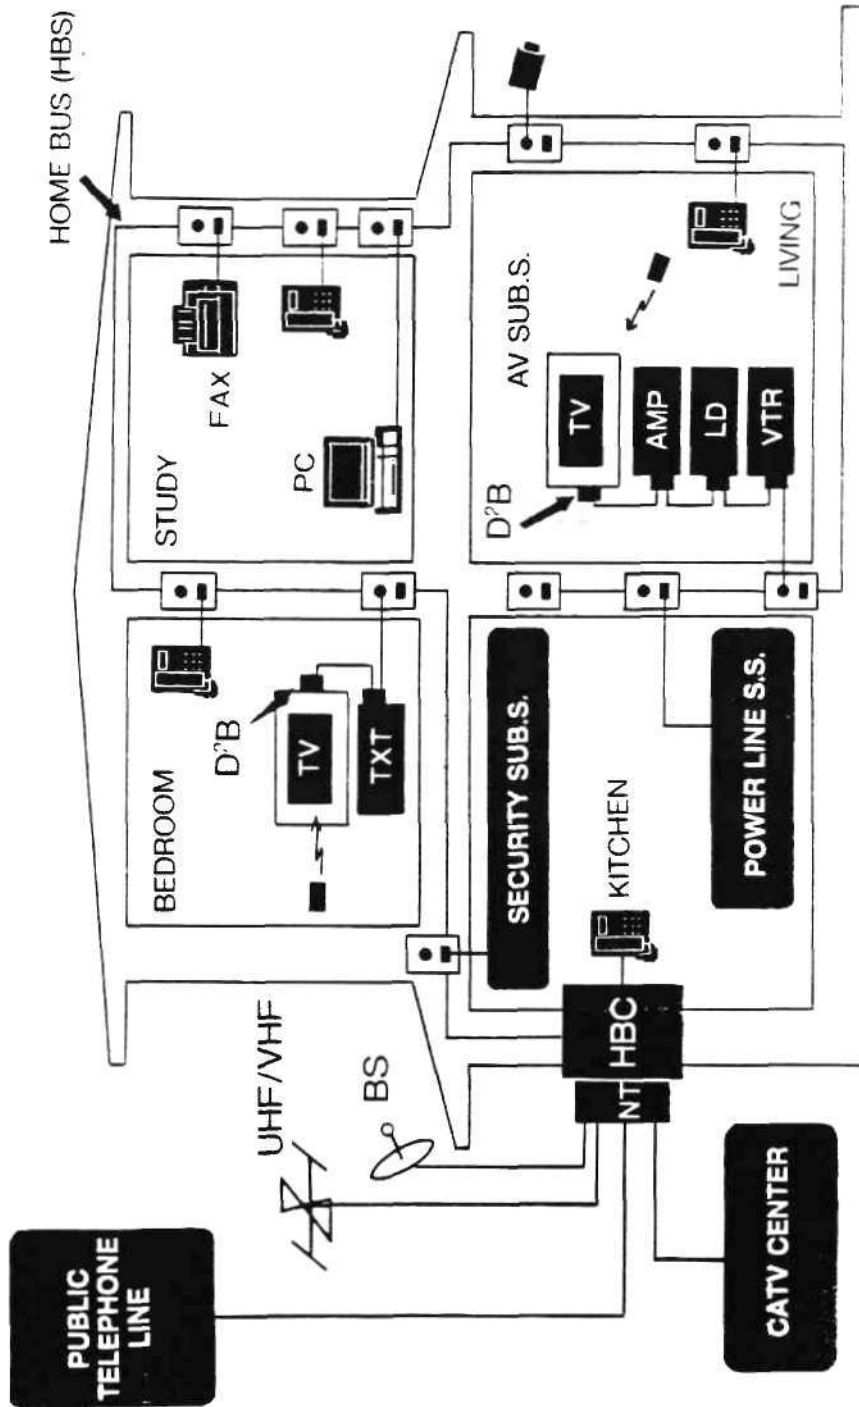 HOME BUS (HBS)
PUBLIC
TELEPHONE
LINE
UHF/VHF
BS
BEDROOM
D²B
TV
TXT
STUDY
FAX
PC
NT
HBC
KITCHEN
SECURITY SUB.S.
POWER LINE S.S.
AV SUB.S.
D²B
TV
AMP
LD
VTR
LIVING
CATV CENTER